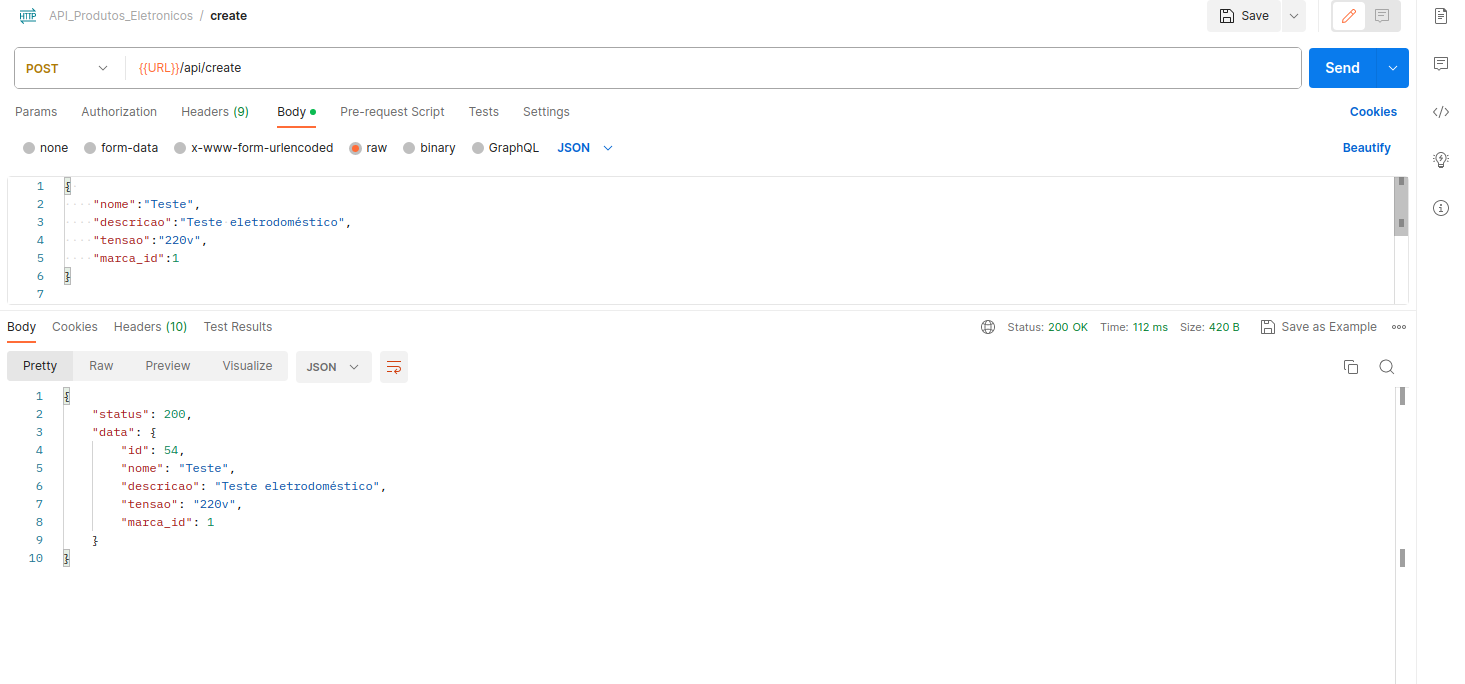 HTTP API_Produtos_Eletronicos / create Save
POST {{URL}}/api/create Send
Params Authorization Headers (9) Body Pre-request Script Tests Settings Cookies
none form-data x-www-form-urlencoded raw binary GraphQL JSON Beautify
1 {
2 "nome":"Teste",
3 "descricao":"Teste eletrodoméstico",
4 "tensao":"220v",
5 "marca_id":1
6 }
7
Body Cookies Headers (10) Test Results Status: 200 OK Time: 112 ms Size: 420 B Save as Example
Pretty Raw Preview Visualize JSON
1 {
2 "status": 200,
3 "data": {
4 "id": 54,
5 "nome": "Teste",
6 "descricao": "Teste eletrodoméstico",
7 "tensao": "220v",
8 "marca_id": 1
9 }
10 }